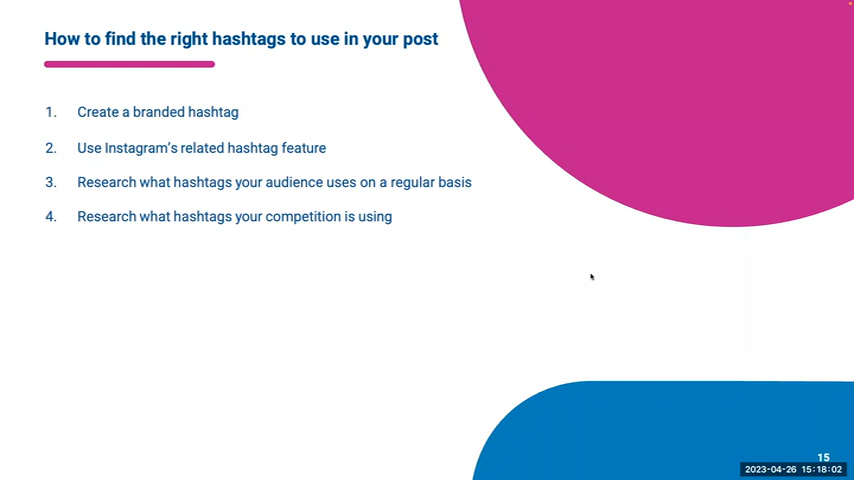 How to find the right hashtags to use in your post
1. Create a branded hashtag
2. Use Instagram's related hashtag feature
3. Research what hashtags your audience uses on a regular basis
4. Research what hashtags your competition is using
15
2023-04-26 15:18:02